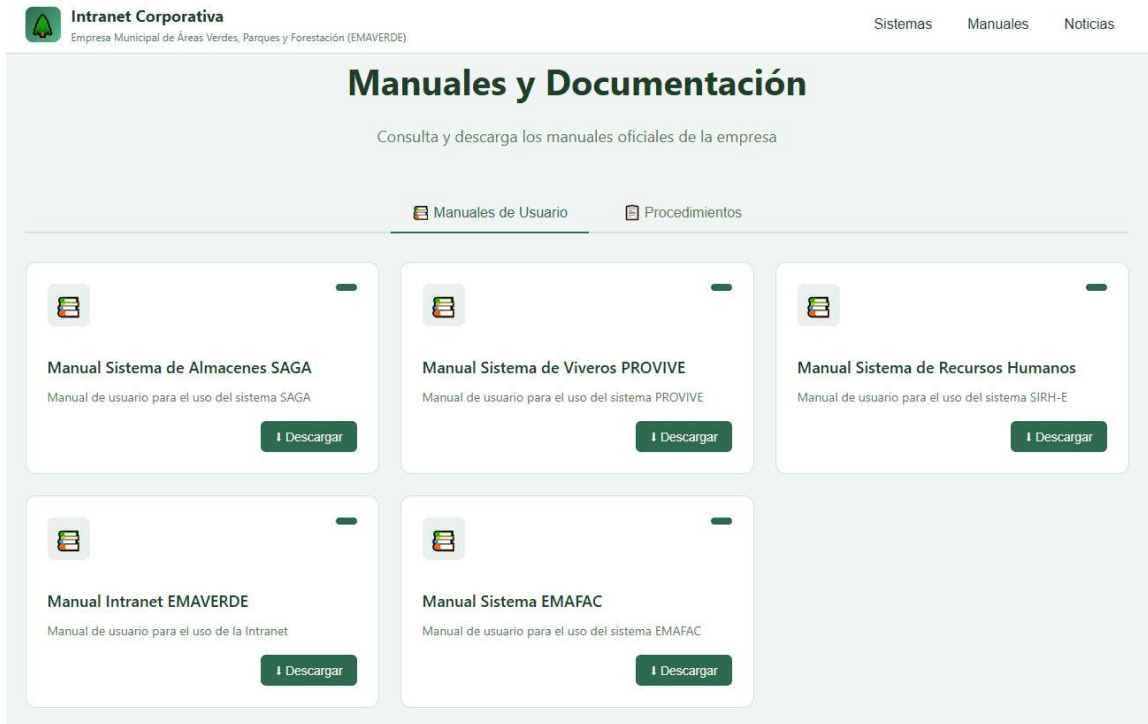 Intranet Corporativa
Empresa Municipal de Áreas Verdes, Parques y Forestación (EMAVERDE)
Sistemas
Manuales
Noticias
Manuales y Documentación
Consulta y descarga los manuales oficiales de la empresa
Manuales de Usuario
Procedimientos
Manual Sistema de Almacenes SAGA
Manual de usuario para el uso del sistema SAGA
Descargar
Manual Sistema de Viveros PROVIVE
Manual de usuario para el uso del sistema PROVIVE
Descargar
Manual Sistema de Recursos Humanos
Manual de usuario para el uso del sistema SIRH-E
Descargar
Manual Intranet EMAVERDE
Manual de usuario para el uso de la Intranet
Descargar
Manual Sistema EMAFAC
Manual de usuario para el uso del sistema EMAFAC
Descargar